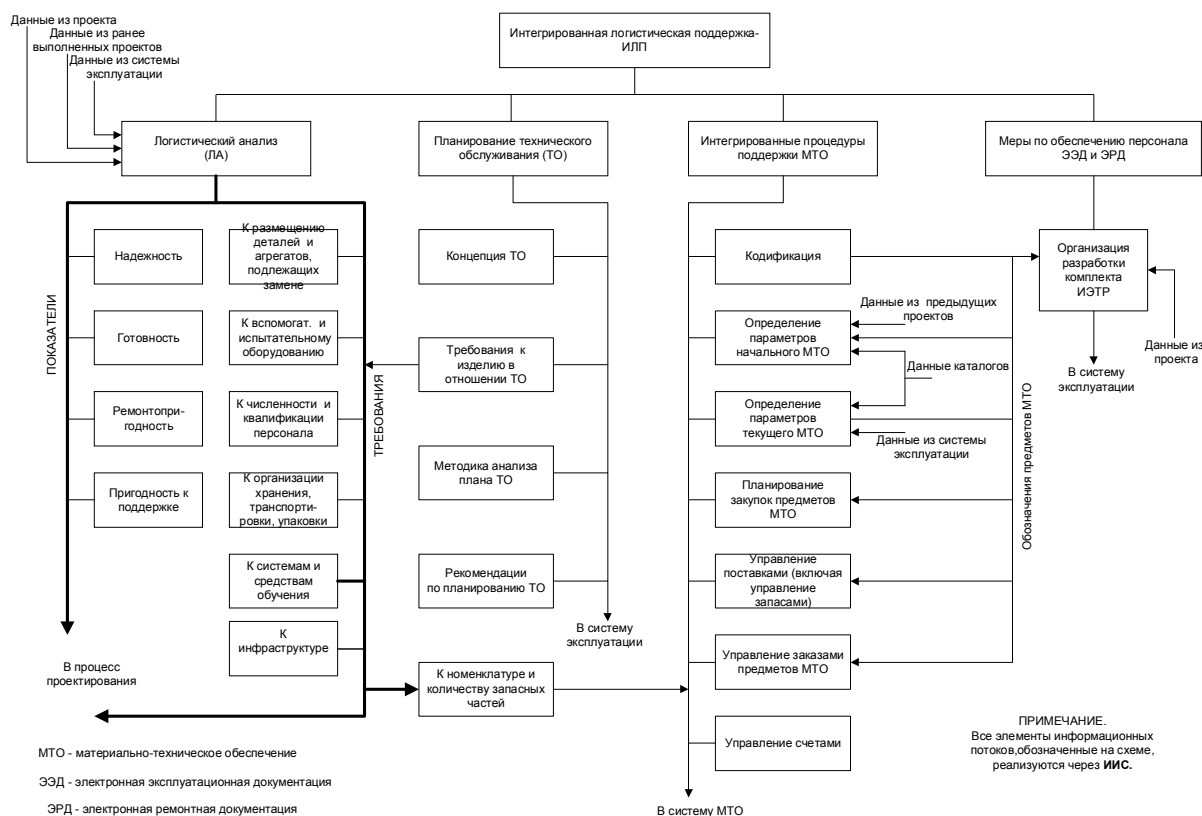 Данные из проекта
Данные из ранее
выполненных проектов
Данные из системы
эксплуатации
Интегрированная логистическая поддержка-
ИЛП
Логистический анализ
(ЛА)
Планирование технического
обслуживания (ТО)
Интегрированные процедуры
поддержки МТО
Меры по обеспечению персонала
ЭЭД и ЭРД
ПОКАЗАТЕЛИ
Надежность
Готовность
Ремонтопри-
годность
Пригодность к
поддержке
К размещению
деталей и
агрегатов,
подлежащих
замене
К вспомогат. и
испытательному
оборудованию
К численности и
квалификации
персонала
К организации
хранения,
транспорти-
ровки, упаковки
К системам и
средствам
обучения
К
инфраструктуре
ТРЕБОВАНИЯ
В процесс
проектирования
Концепция ТО
Требования к
изделию в
отношении ТО
Методика анализа
плана ТО
Рекомендации
по планированию ТО
В систему
эксплуатации
К номенклатуре и
количеству запасных
частей
Кодификация
Определение
параметров
начального МТО
Определение
параметров
текущего МТО
Планирование
закупок предметов
МТО
Управление
поставками (включая
управление
запасами)
Управление заказами
предметов МТО
Управление счетами
В систему МТО
Данные из предыдущих
проектов
Данные каталогов
Данные из системы
эксплуатации
Обозначения предметов МТО
Организация
разработки
комплекта
ИЭТР
В систему
эксплуатации
Данные из
проекта
МТО - материально-техническое обеспечение
ЭЭД - электронная эксплуатационная документация
ЭРД - электронная ремонтная документация
ПРИМЕЧАНИЕ.
Все элементы информационных
потоков,обозначенные на схеме,
реализуются через ИИС.